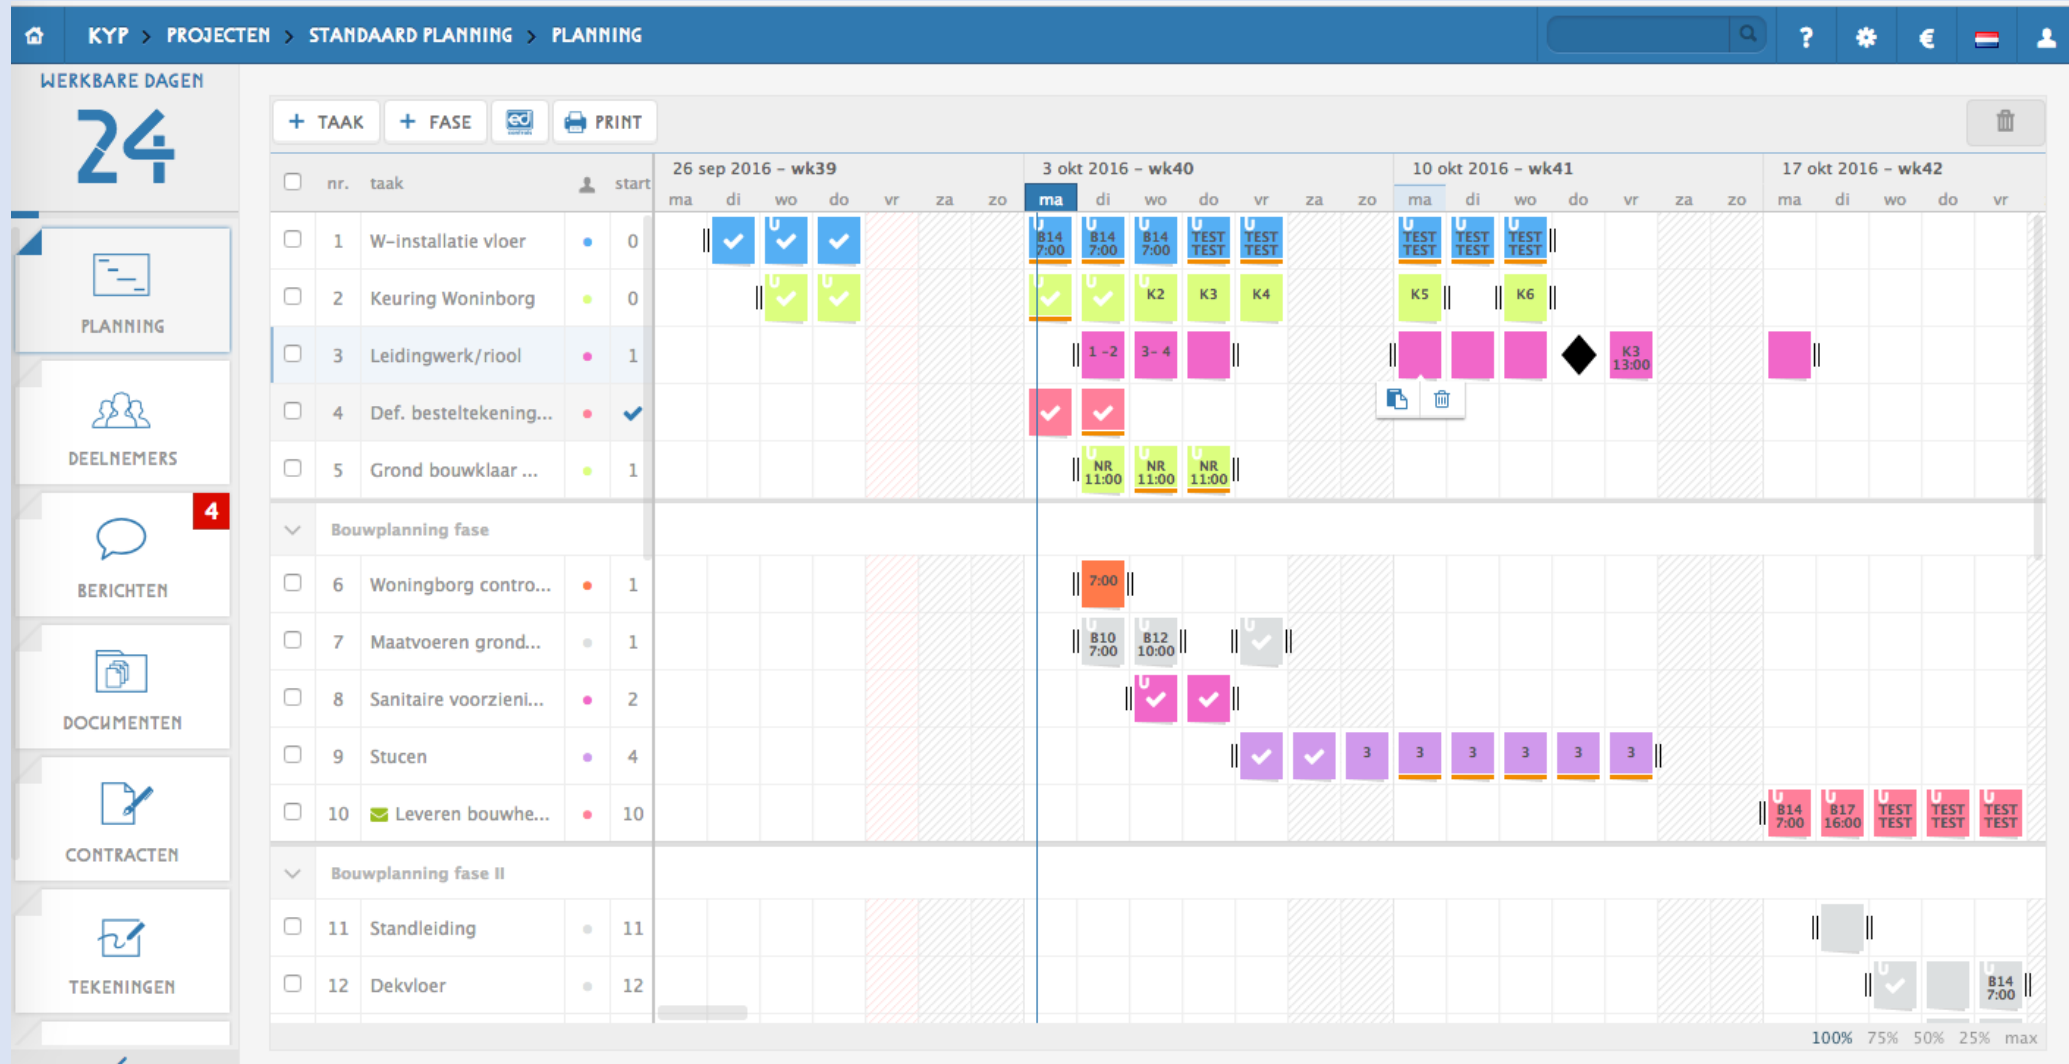 KYP > PROJECTEN > STANDAARD PLANNING > PLANNING
? € 
WERKBARE DAGEN
24
+ TAAK + FASE ed controls PRINT
26 sep 2016 – wk39 3 okt 2016 – wk40 10 okt 2016 – wk41 17 okt 2016 – wk42
nr. taak start
ma di wo do vr za zo ma di wo do vr za zo ma di wo do vr za zo ma di wo do vr
1 W-installatie vloer 0
B14 B14 B14 TEST TEST TEST TEST TEST
7:00 7:00 7:00 TEST TEST TEST TEST TEST
2 Keuring Woninborg 0 K2 K3 K4 K5 K6
PLANNING
3 Leidingwerk/riool 1 1 -2 3- 4 K3
13:00
4 Def. besteltekening...
DEELNEMERS
5 Grond bouwklaar ... 1 NR NR NR
11:00 11:00 11:00
4
BERICHTEN
Bouwplanning fase
6 Woningborg contro... 1 7:00
7 Maatvoeren grond... 1 B10 B12
7:00 10:00
DOCUMENTEN
8 Sanitaire voorzieni... 2
9 Stucen 4 3 3 3 3 3 3
10 Leveren bouwhe... 10 B14 B17 TEST TEST TEST
7:00 16:00 TEST TEST TEST
CONTRACTEN
Bouwplanning fase II
11 Standleiding 11
TEKENINGEN
12 Dekvloer 12 B14
7:00
100% 75% 50% 25% max